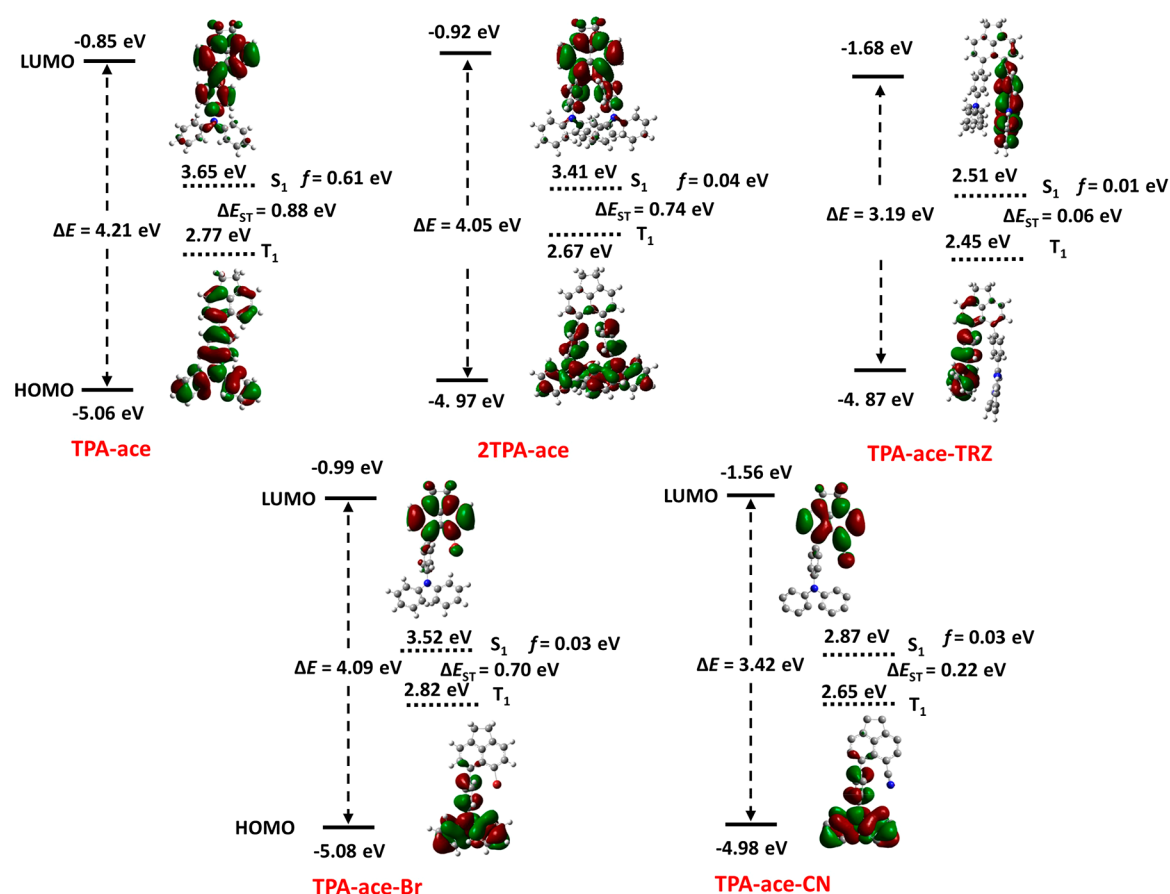 -0.85 eV
LUMO
3.65 eV
S₁ f = 0.61 eV
ΔE_ST = 0.88 eV
ΔE = 4.21 eV
2.77 eV
T₁
HOMO
-5.06 eV
TPA-ace
-0.92 eV
3.41 eV
S₁ f = 0.04 eV
ΔE_ST = 0.74 eV
ΔE = 4.05 eV
T₁
2.67 eV
-4. 97 eV
2TPA-ace
-1.68 eV
2.51 eV
S₁ f = 0.01 eV
ΔE_ST = 0.06 eV
ΔE = 3.19 eV
2.45 eV
T₁
-4. 87 eV
TPA-ace-TRZ
-0.99 eV
LUMO
3.52 eV
S₁ f = 0.03 eV
ΔE = 4.09 eV
ΔE_ST = 0.70 eV
2.82 eV
T₁
HOMO
-5.08 eV
TPA-ace-Br
-1.56 eV
LUMO
2.87 eV
S₁ f = 0.03 eV
ΔE = 3.42 eV
ΔE_ST = 0.22 eV
2.65 eV
T₁
-4.98 eV
TPA-ace-CN